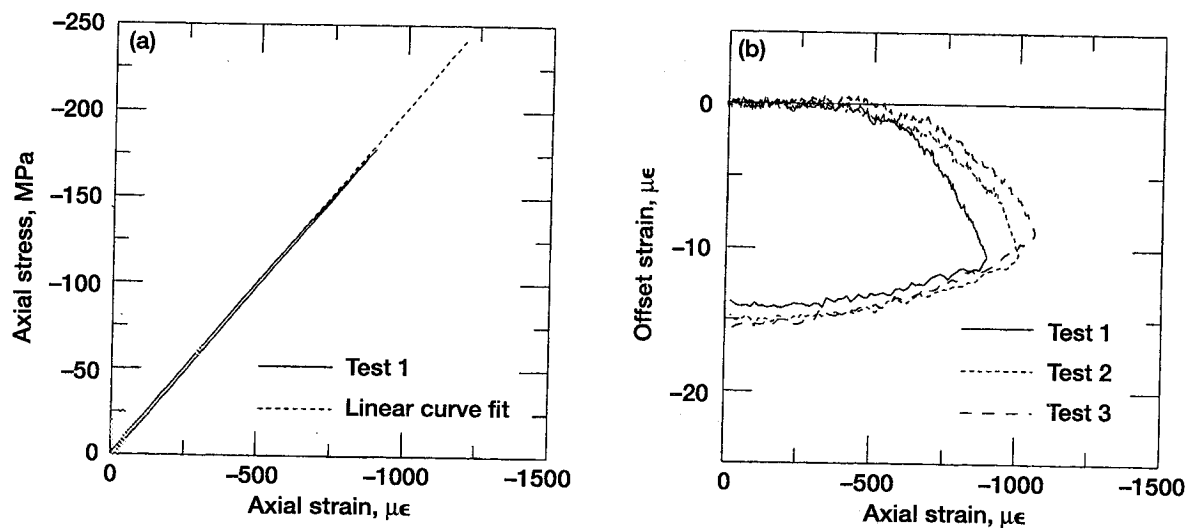 (a)
Axial stress, MPa
−250
−200
−150
−100
−50
0
0
−500
−1000
−1500
Axial strain, με
Test 1
Linear curve fit
(b)
Offset strain, με
0
−10
−20
0
−500
−1000
−1500
Axial strain, με
Test 1
Test 2
Test 3